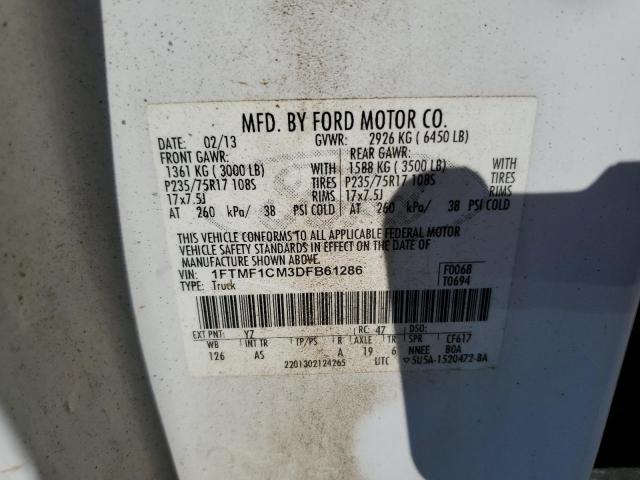 MFD. BY FORD MOTOR CO.
DATE: 02/13 GVWR: 2926 KG ( 6450 LB)
FRONT GAWR: REAR GAWR:
1361 KG ( 3000 LB) WITH 1588 KG ( 3500 LB) WITH
P235/75R17 108S TIRES P235/75R17 108S TIRES
17x7.5J RIMS 17x7.5J RIMS
AT 260 kPa/ 38 PSI COLD AT 260 kPa/ 38 PSI COLD
THIS VEHICLE CONFORMS TO ALL APPLICABLE FEDERAL MOTOR
VEHICLE SAFETY STANDARDS IN EFFECT ON THE DATE OF
MANUFACTURE SHOWN ABOVE.
VIN: 1FTMF1CM3DFB61286 F0068
TYPE: Truck T0694
EXT PNT: Y7 RC: 47 DSO:
WB INT TR TP/PS R AXLE TR SPR CF617
126 AS A 19 6 NNEE BOA
2201302124265 UTC 5U5A-1520472-BA